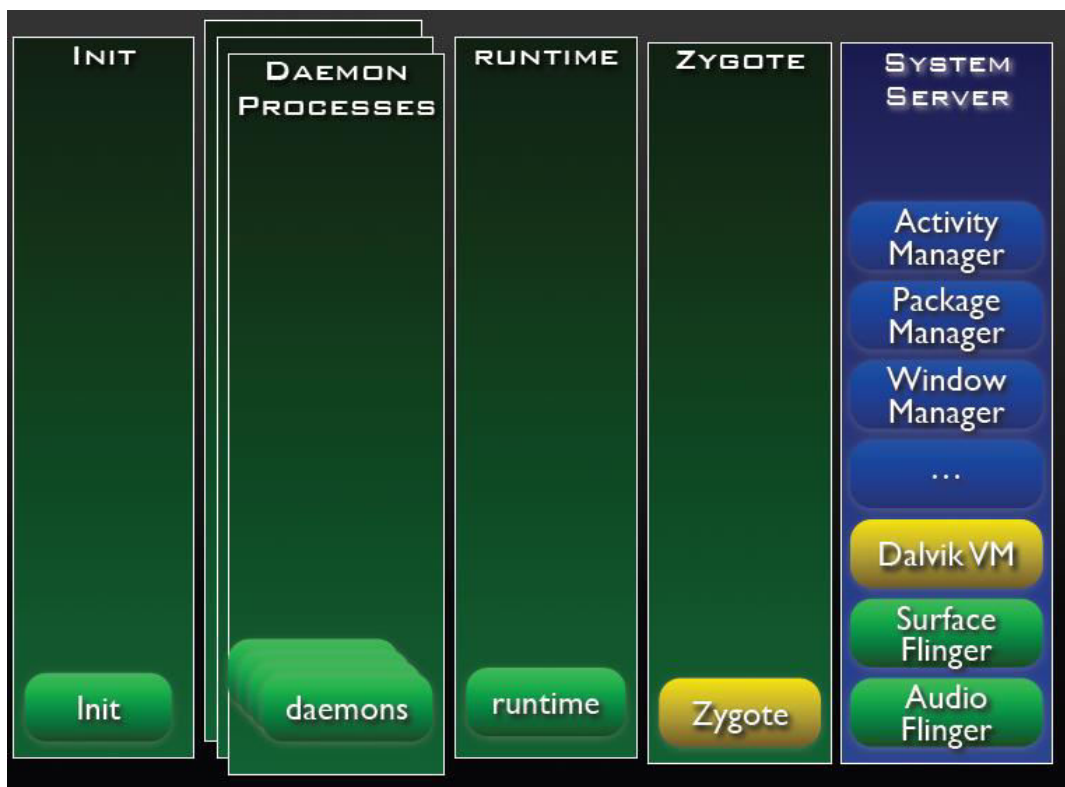 INIT
DAEMON
PROCESSES
RUNTIME
ZYGOTE
SYSTEM
SERVER
Activity
Manager
Package
Manager
Window
Manager
...
Dalvik VM
Surface
Flinger
Audio
Flinger
Init
daemons
runtime
Zygote